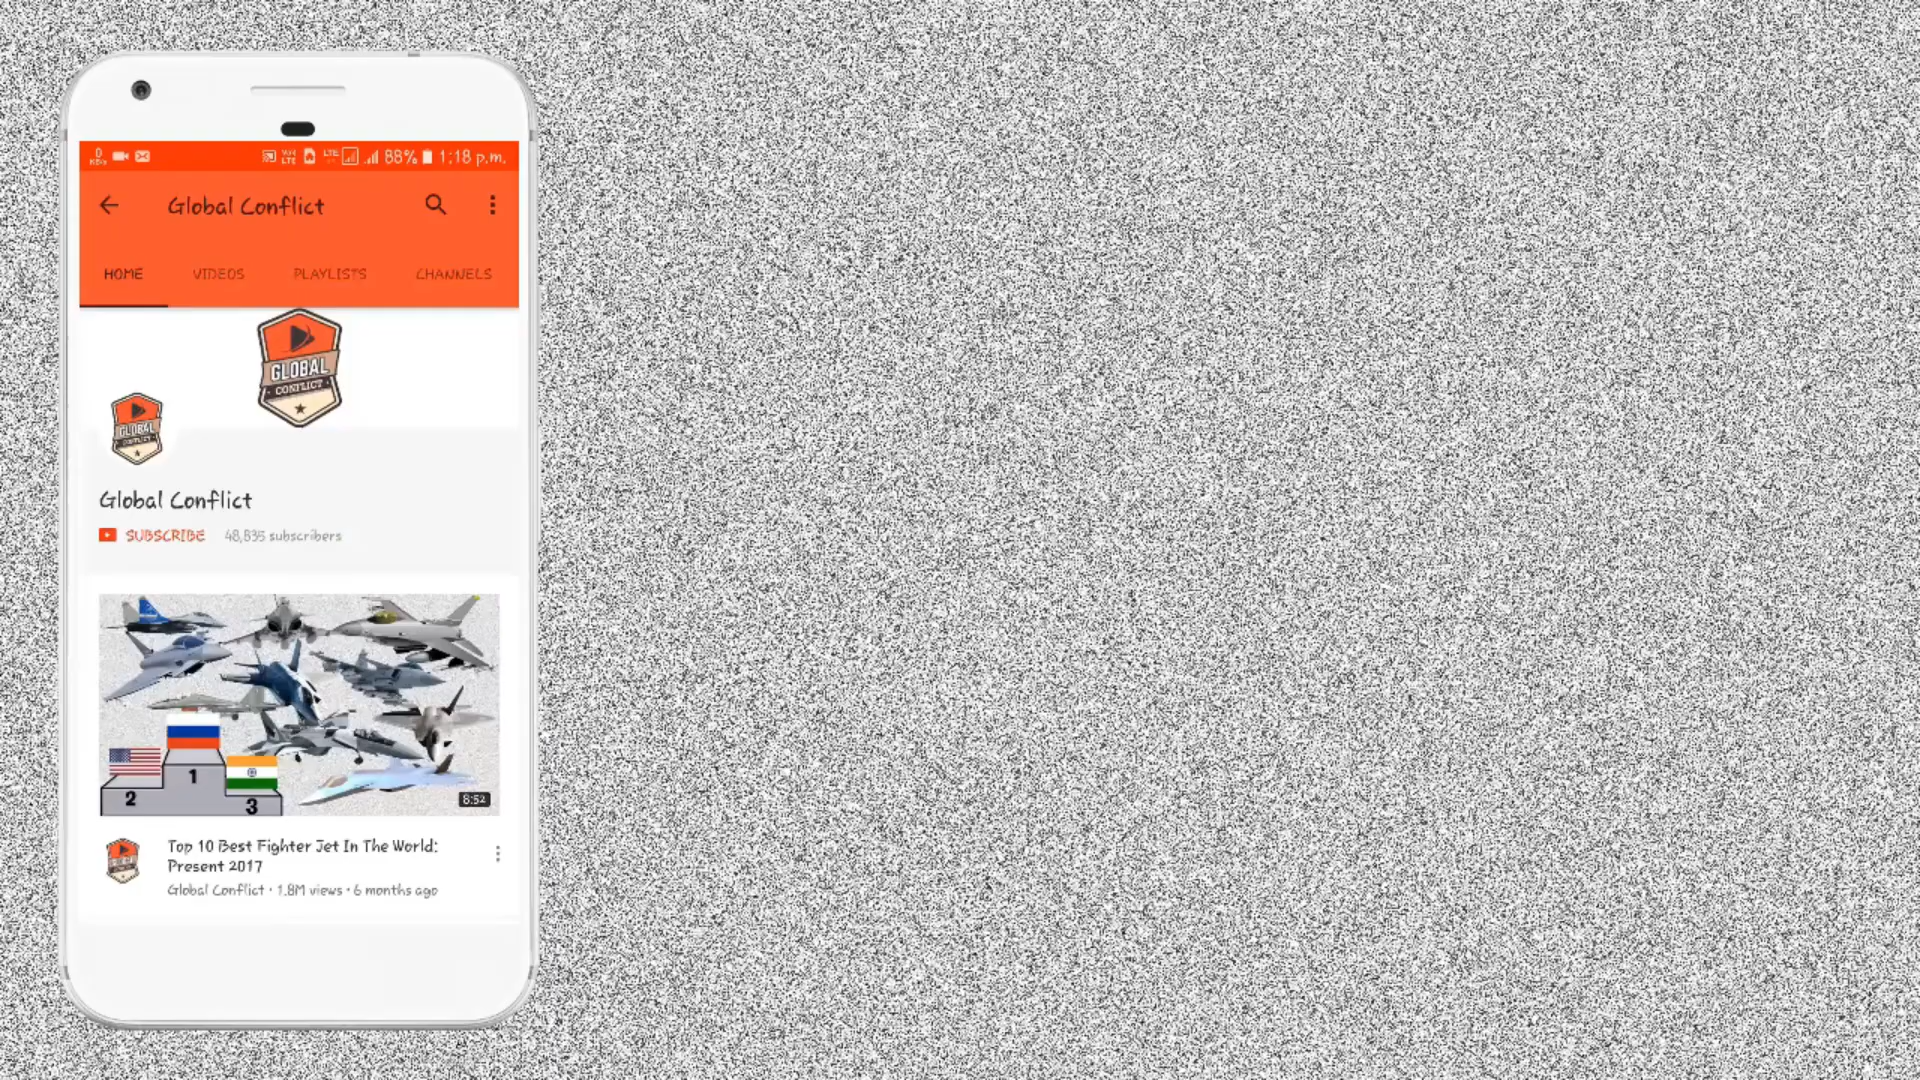 88% 1:18 p.m.
Global Conflict
HOME VIDEOS PLAYLISTS CHANNELS
GLOBAL
CONFLICT
GLOBAL
CONFLICT
Global Conflict
SUBSCRIBE 48,835 subscribers
1
2
3
8:52
Top 10 Best Fighter Jet In The World:
Present 2017
Global Conflict • 1.8M views • 6 months ago